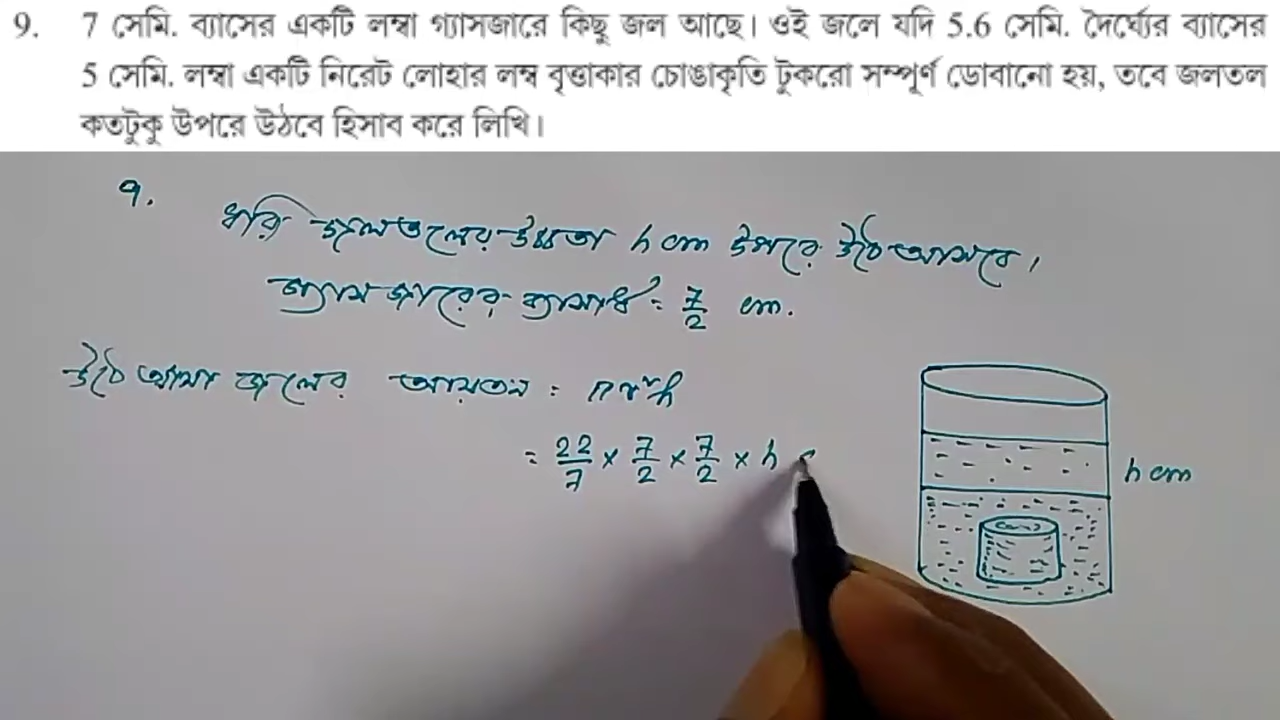 9. 7 সেমি. ব্যাসের একটি লম্বা গ্যাসজারে কিছু জল আছে। ওই জলে যদি 5.6 সেমি. দৈর্ঘ্যের ব্যাসের
5 সেমি. লম্বা একটি নিরেট লোহার লম্ব বৃত্তাকার চোঙাকৃতি টুকরো সম্পূর্ণ ডোবানো হয়, তবে জলতল
কতটুকু উপরে উঠবে হিসাব করে লিখি।
9.
ধরি জলতলের উচ্চতা h cm উপরে উঠে আসবে।
গ্যাস জারের ব্যাসার্ধ = 7/2 cm.
উঠে আসা জলের আয়তন = πr²h
= 22/7 × 7/2 × 7/2 × h c
h cm